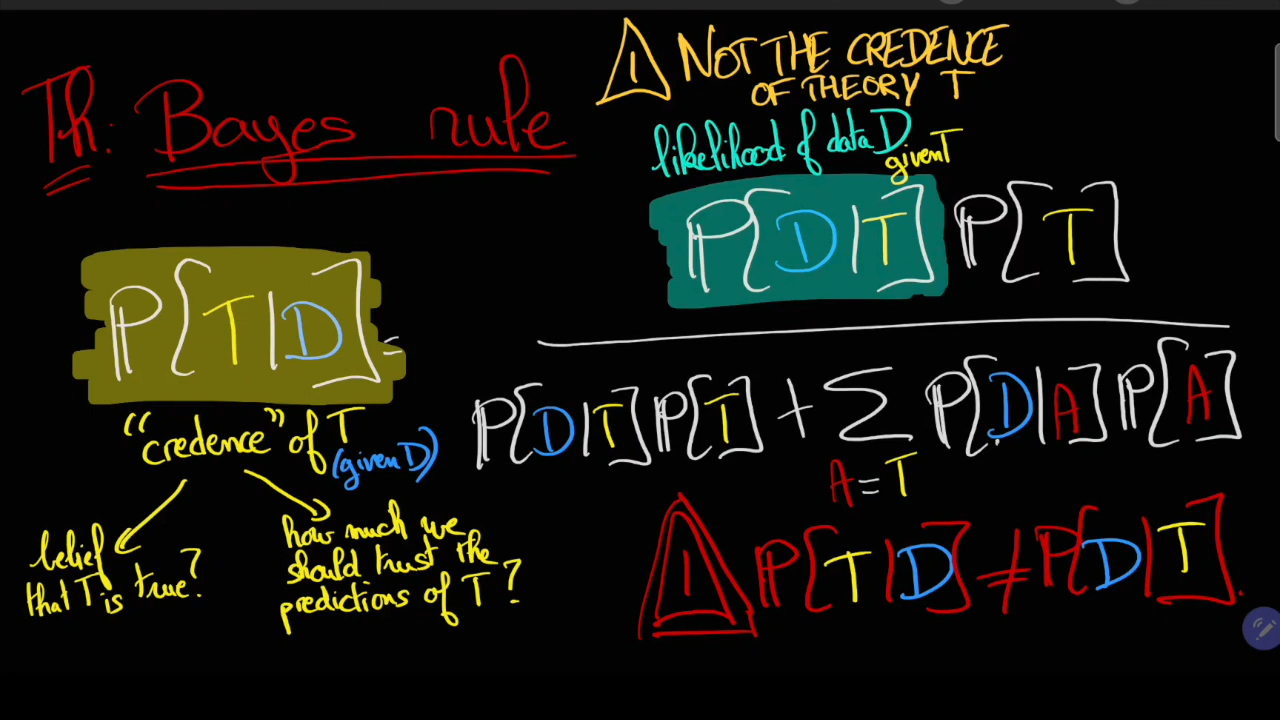 Th: Bayes rule
! NOT THE CREDENCE
OF THEORY T
likelihood of data D
given T
P[D|T] P[T]
P[T|D] =
P[D|T]P[T] + Σ P[D|A]P[A]
A=T
"credence" of T
(given D)
belief
that T is true?
how much we
should trust the
predictions of T?
! P[T|D] ≠ P[D|T].